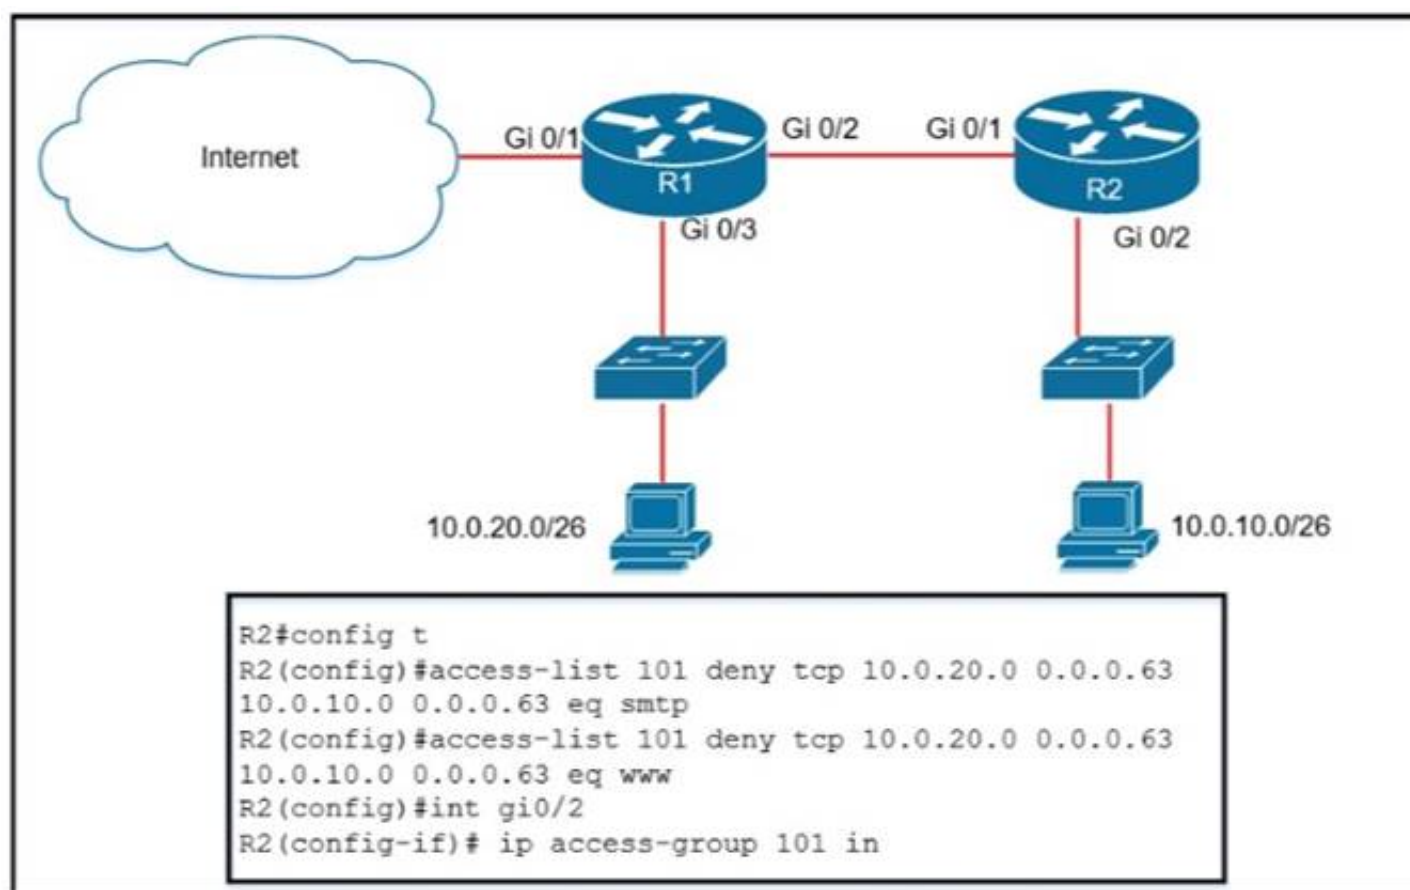 Internet
Gi 0/1
R1
Gi 0/2
Gi 0/1
R2
Gi 0/3
Gi 0/2
10.0.20.0/26
10.0.10.0/26
R2#config t
R2(config)#access-list 101 deny tcp 10.0.20.0 0.0.0.63
10.0.10.0 0.0.0.63 eq smtp
R2(config)#access-list 101 deny tcp 10.0.20.0 0.0.0.63
10.0.10.0 0.0.0.63 eq www
R2(config)#int gi0/2
R2(config-if)# ip access-group 101 in